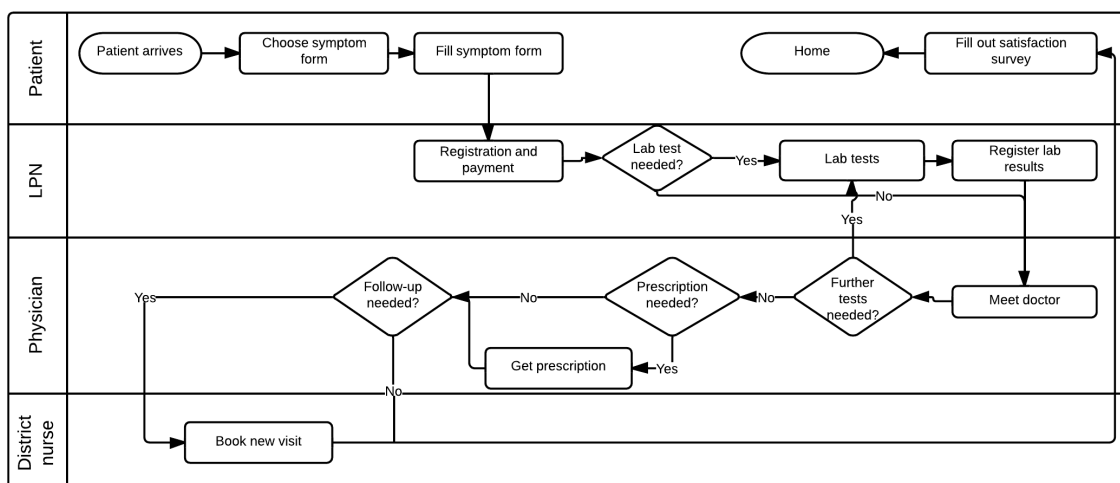 Patient
Patient arrives
Choose symptom
form
Fill symptom form
Home
Fill out satisfaction
survey
LPN
Registration and
payment
Lab test
needed?
Yes
Lab tests
Register lab
results
No
Yes
Physician
Yes
Follow-up
needed?
No
Prescription
needed?
No
Further
tests
needed?
Meet doctor
Get prescription
Yes
No
District
nurse
Book new visit